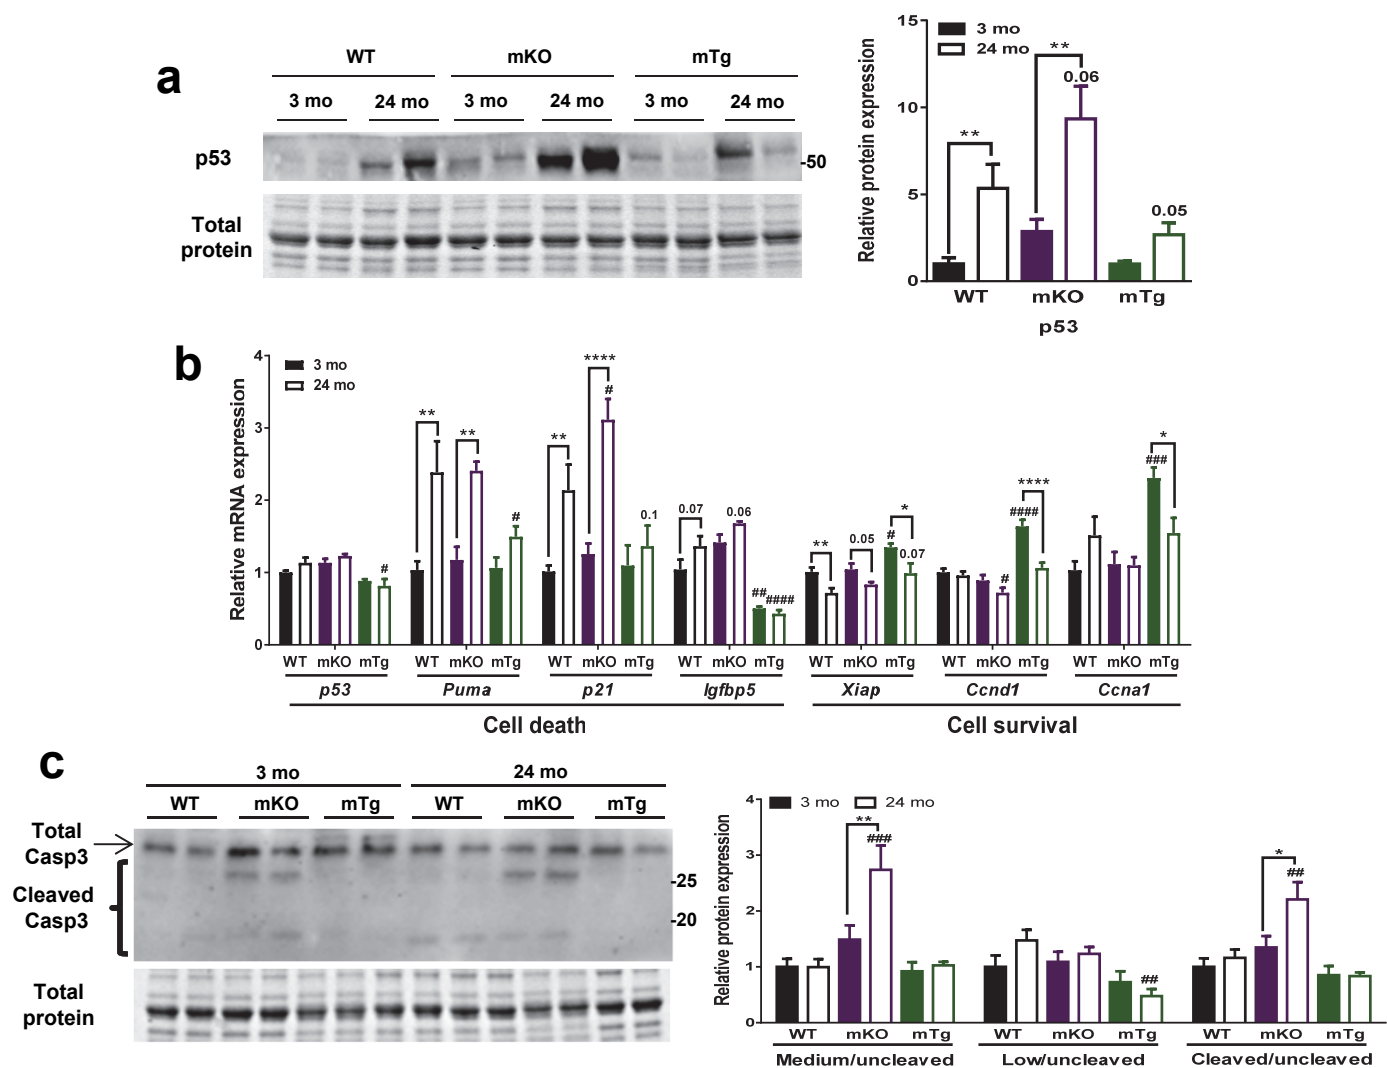 a
WT mKO mTg
3 mo 24 mo 3 mo 24 mo 3 mo 24 mo
p53
-50
Total
protein
Relative protein expression
15
10
5
0
3 mo
24 mo
** ** 0.06 0.05
WT mKO mTg
p53
b
Relative mRNA expression
4
3
2
1
0
3 mo
24 mo
# ** ** # ** **** # 0.1 0.07 0.06 ## #### ** 0.05 # * 0.07 # #### **** ### *
WT mKO mTg WT mKO mTg WT mKO mTg WT mKO mTg WT mKO mTg WT mKO mTg WT mKO mTg
p53 Puma p21 Igfbp5 Xiap Ccnd1 Ccna1
Cell death Cell survival
c
3 mo 24 mo
WT mKO mTg WT mKO mTg
Total
Casp3
Cleaved
Casp3
-25
-20
Total
protein
Relative protein expression
4
3
2
1
0
3 mo 24 mo
** ### ## * ##
WT mKO mTg WT mKO mTg WT mKO mTg
Medium/uncleaved Low/uncleaved Cleaved/uncleaved